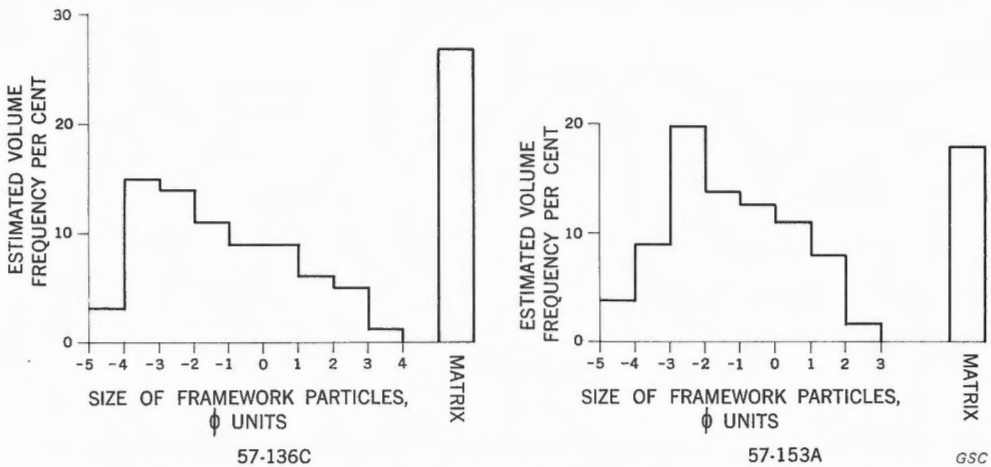 ESTIMATED VOLUME
FREQUENCY PER CENT
30
20
10
0
-5 -4 -3 -2 -1 0 1 2 3 4
MATRIX
SIZE OF FRAMEWORK PARTICLES,
ϕ UNITS
57-136C
ESTIMATED VOLUME
FREQUENCY PER CENT
20
10
0
-5 -4 -3 -2 -1 0 1 2 3
MATRIX
SIZE OF FRAMEWORK PARTICLES,
ϕ UNITS
57-153A
GSC